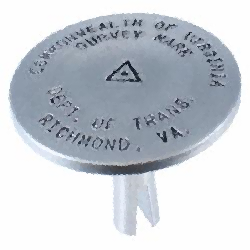 COMMONWEALTH OF VIRGINIA
SURVEY MARK
DEPT. OF TRANS.
RICHMOND, VA.